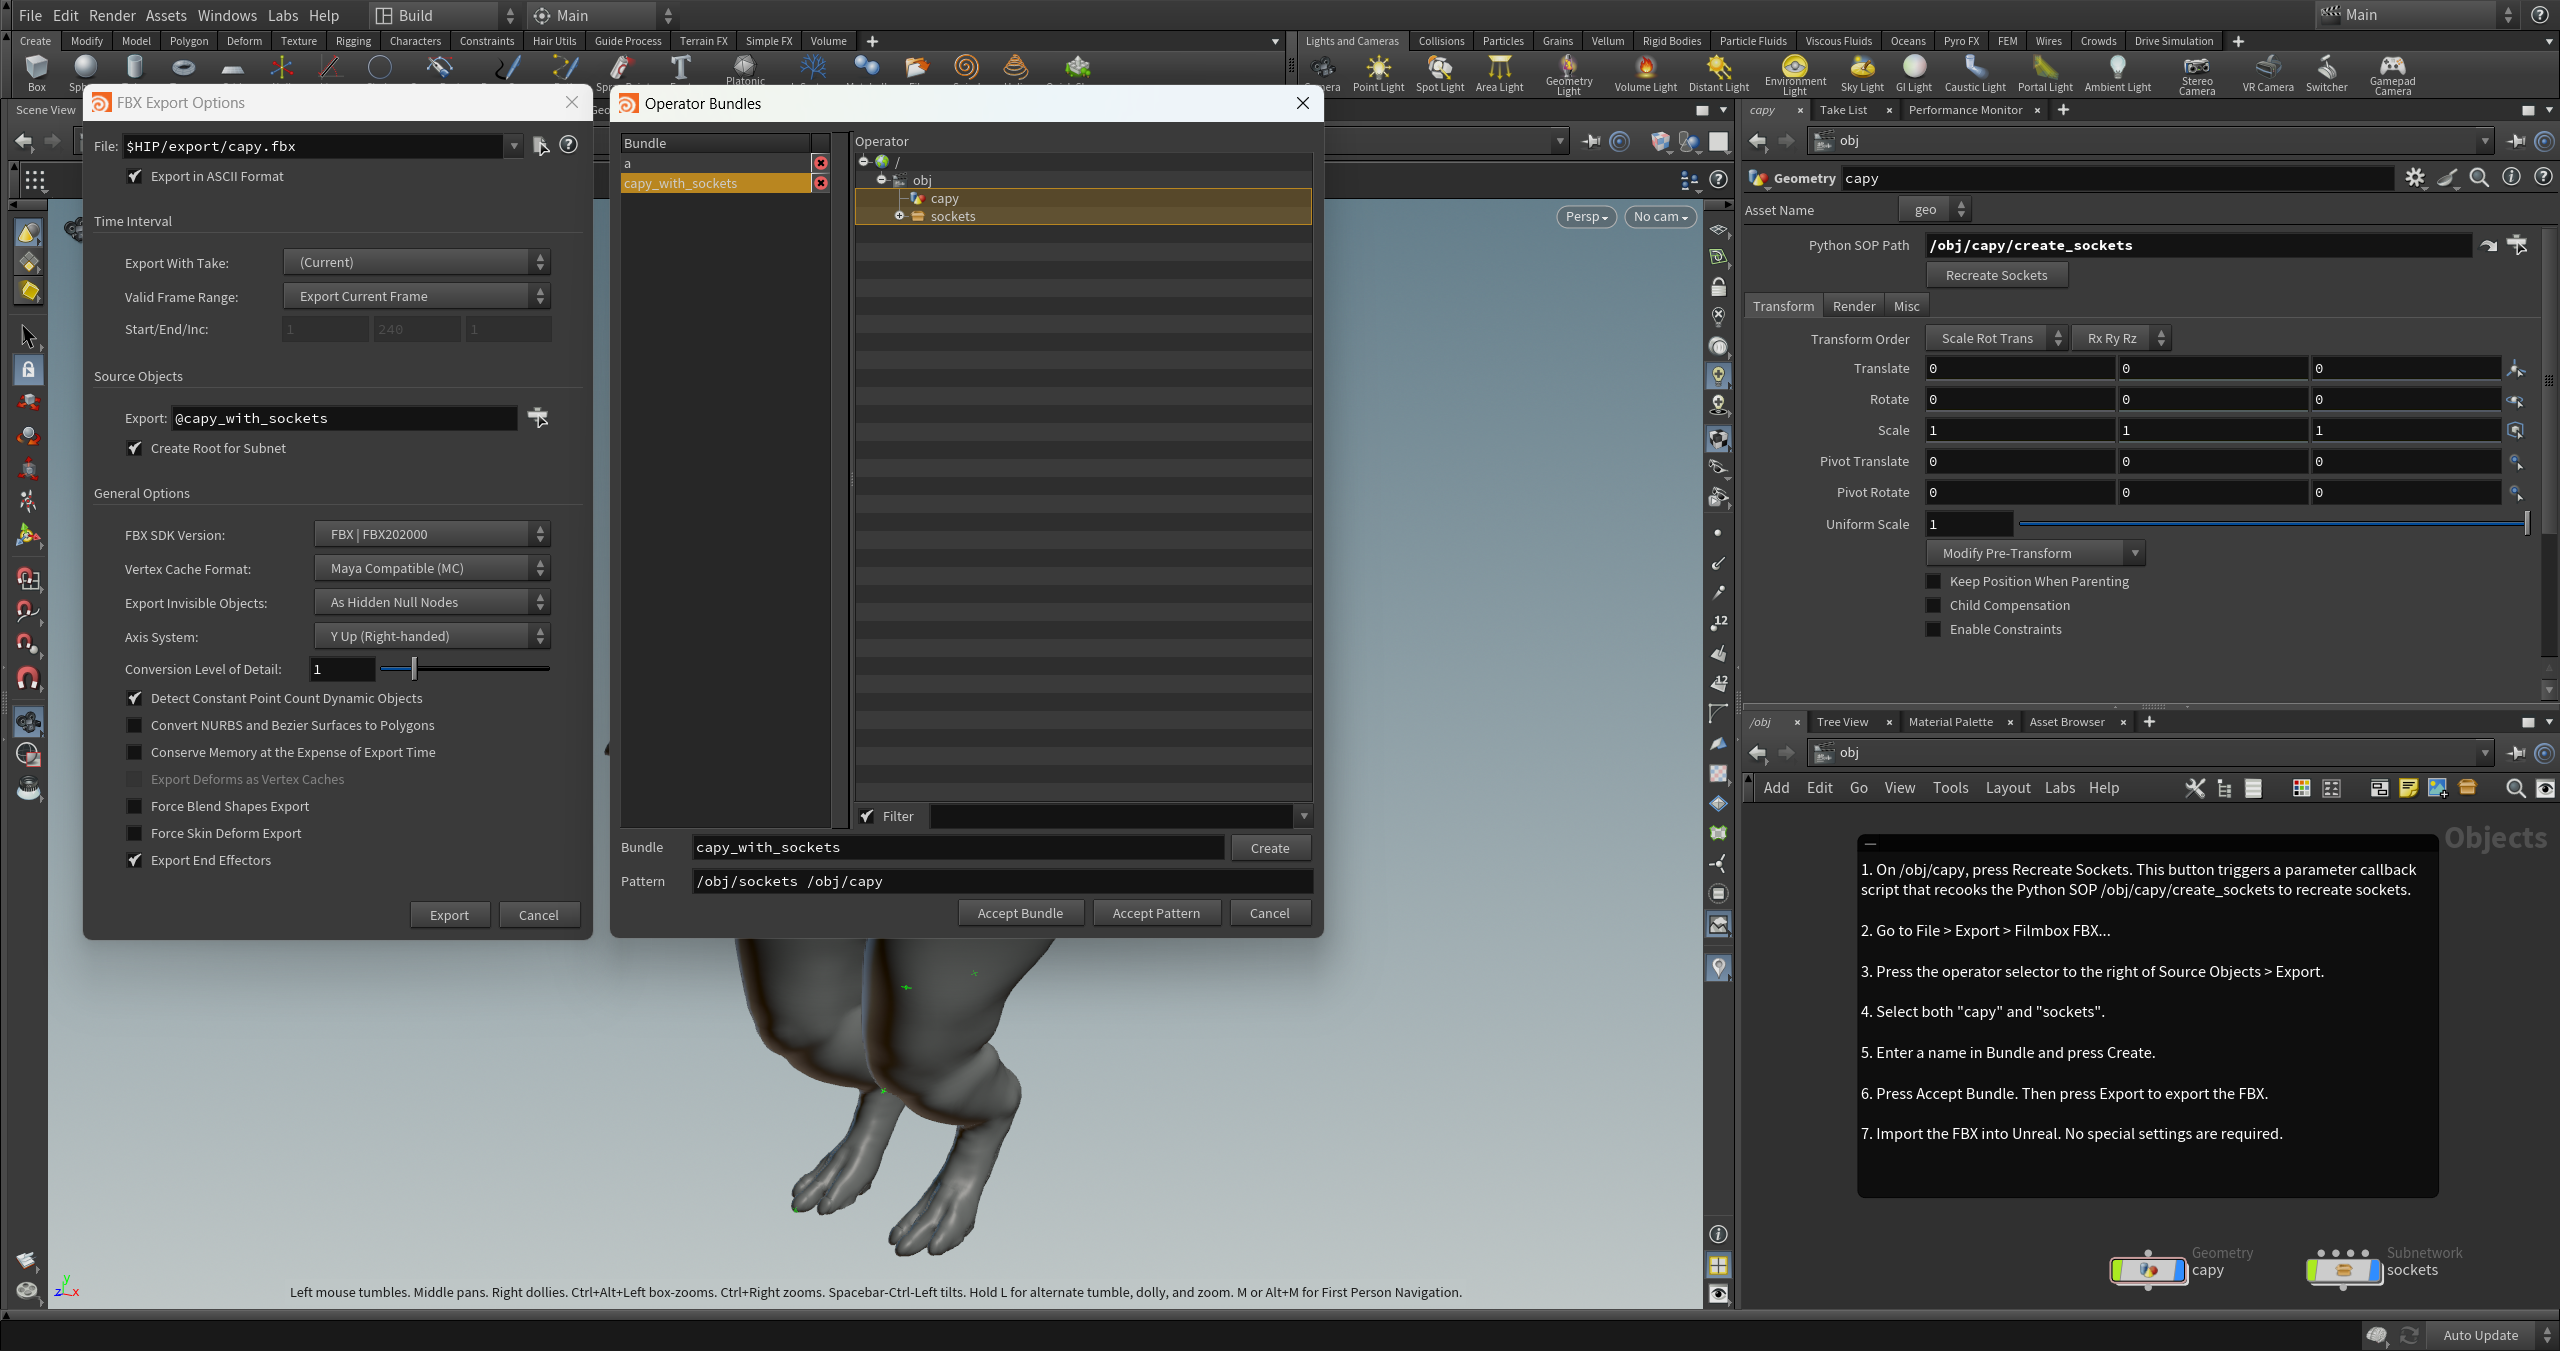 File Edit Render Assets Windows Labs Help Build Main Main
Create Modify Model Polygon Deform Texture Rigging Characters Constraints Hair Utils Guide Process Terrain FX Simple FX Volume
Lights and Cameras Collisions Particles Grains Vellum Rigid Bodies Particle Fluids Viscous Fluids Oceans Pyro FX FEM Wires Crowds Drive Simulation
Box Platonic
Point Light Spot Light Area Light Geometry Light Volume Light Distant Light Environment Light Sky Light GI Light Caustic Light Portal Light Ambient Light Stereo Camera VR Camera Switcher Gamepad Camera
Scene View
FBX Export Options
File: $HIP/export/capy.fbx
Export in ASCII Format
Time Interval
Export With Take: (Current)
Valid Frame Range: Export Current Frame
Start/End/Inc: 1 240 1
Source Objects
Export: @capy_with_sockets
Create Root for Subnet
General Options
FBX SDK Version: FBX | FBX202000
Vertex Cache Format: Maya Compatible (MC)
Export Invisible Objects: As Hidden Null Nodes
Axis System: Y Up (Right-handed)
Conversion Level of Detail: 1
Detect Constant Point Count Dynamic Objects
Convert NURBS and Bezier Surfaces to Polygons
Conserve Memory at the Expense of Export Time
Export Deforms as Vertex Caches
Force Blend Shapes Export
Force Skin Deform Export
Export End Effectors
Export Cancel
Operator Bundles
Bundle
a
capy_with_sockets
Operator
/
obj
capy
sockets
Filter
Bundle capy_with_sockets Create
Pattern /obj/sockets /obj/capy
Accept Bundle Accept Pattern Cancel
Persp No cam
12
12
Left mouse tumbles. Middle pans. Right dollies. Ctrl+Alt+Left box-zooms. Ctrl+Right zooms. Spacebar-Ctrl-Left tilts. Hold L for alternate tumble, dolly, and zoom. M or Alt+M for First Person Navigation.
y
z x
capy Take List Performance Monitor
obj
Geometry capy
Asset Name geo
Python SOP Path /obj/capy/create_sockets
Recreate Sockets
Transform Render Misc
Transform Order Scale Rot Trans Rx Ry Rz
Translate 0 0 0
Rotate 0 0 0
Scale 1 1 1
Pivot Translate 0 0 0
Pivot Rotate 0 0 0
Uniform Scale 1
Modify Pre-Transform
Keep Position When Parenting
Child Compensation
Enable Constraints
/obj Tree View Material Palette Asset Browser
obj
Add Edit Go View Tools Layout Labs Help
Objects
1. On /obj/capy, press Recreate Sockets. This button triggers a parameter callback
script that recooks the Python SOP /obj/capy/create_sockets to recreate sockets.
2. Go to File > Export > Filmbox FBX...
3. Press the operator selector to the right of Source Objects > Export.
4. Select both "capy" and "sockets".
5. Enter a name in Bundle and press Create.
6. Press Accept Bundle. Then press Export to export the FBX.
7. Import the FBX into Unreal. No special settings are required.
Geometry
capy
Subnetwork
sockets
Auto Update